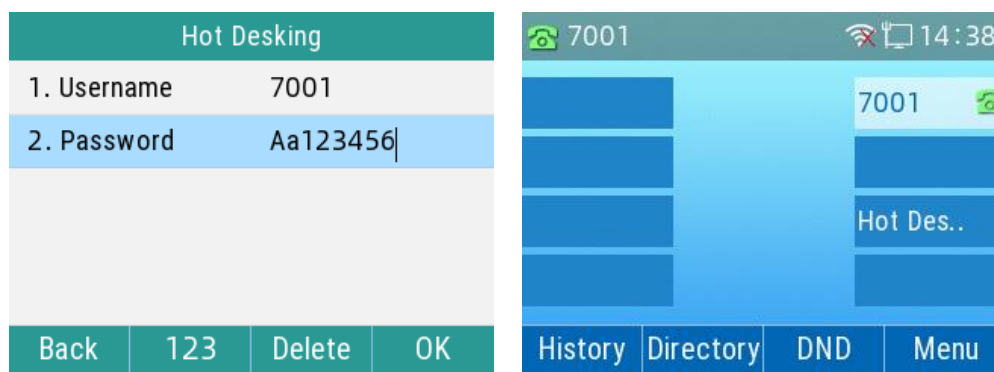 Hot Desking
1. Username 7001
2. Password Aa123456
Back 123 Delete OK
7001 14:38
7001
Hot Des..
History Directory DND Menu